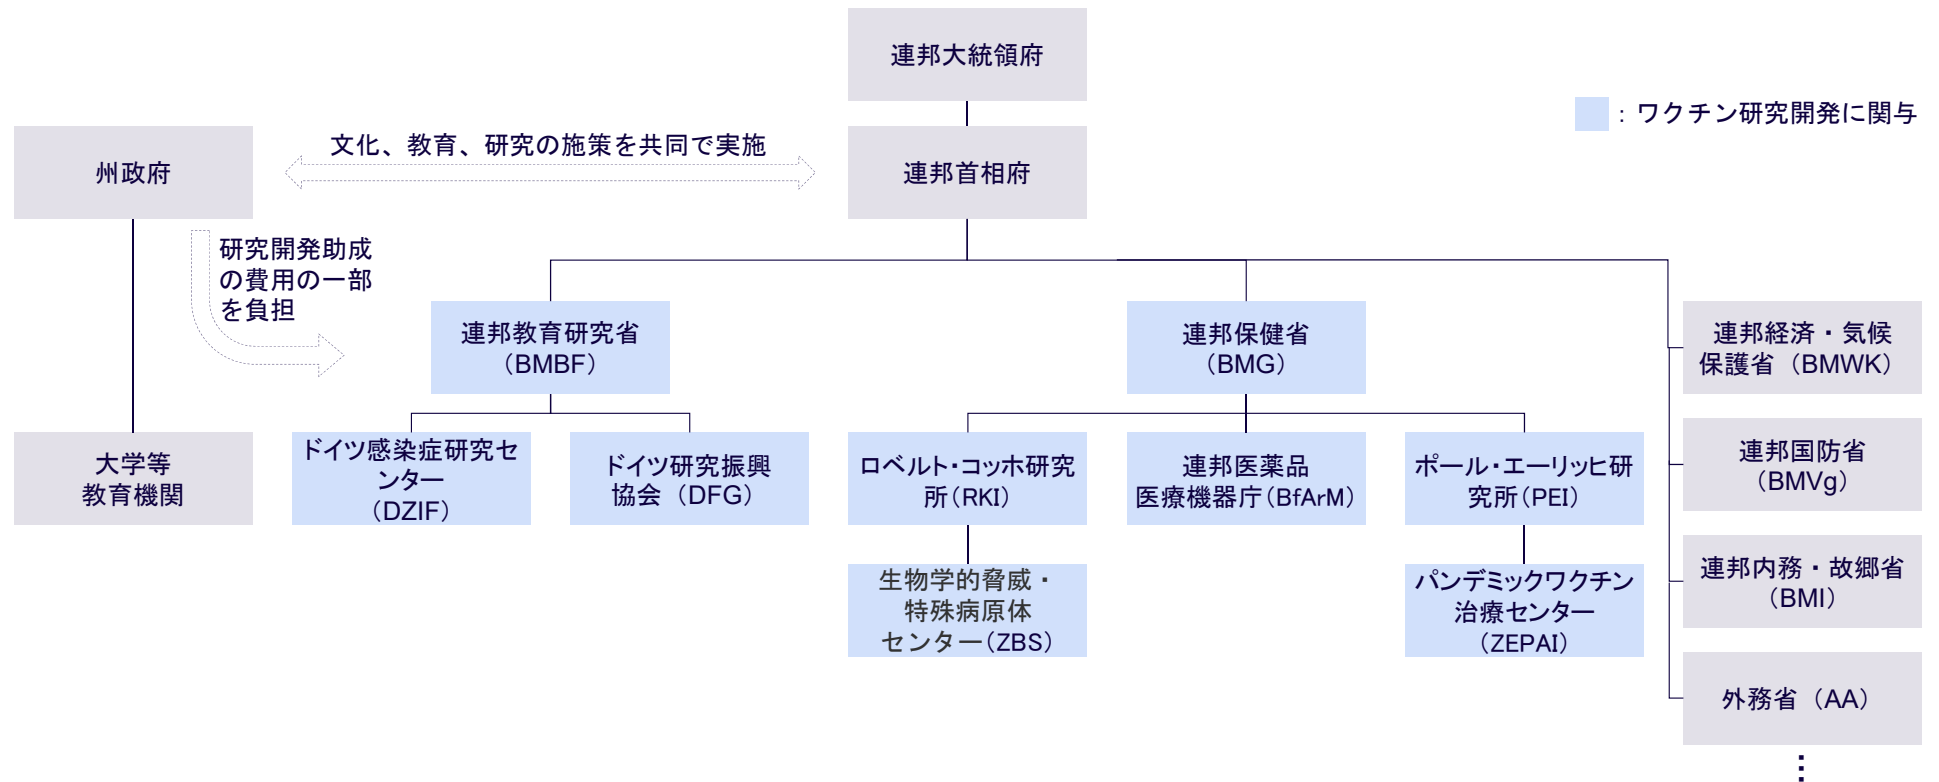 連邦大統領府
：ワクチン研究開発に関与
州政府
文化、教育、研究の施策を共同で実施
連邦首相府
研究開発助成
の費用の一部
を負担
連邦教育研究省
（BMBF）
連邦保健省
（BMG）
連邦経済・気候
保護省（BMWK）
大学等
教育機関
ドイツ感染症研究セ
ンター
（DZIF）
ドイツ研究振興
協会（DFG）
ロベルト・コッホ研究
所（RKI）
連邦医薬品
医療機器庁（BfArM）
ポール・エーリッヒ研
究所（PEI）
連邦国防省
（BMVg）
生物学的脅威・
特殊病原体
センター（ZBS）
パンデミックワクチン
治療センター
（ZEPAI）
連邦内務・故郷省
（BMI）
外務省（AA）
…